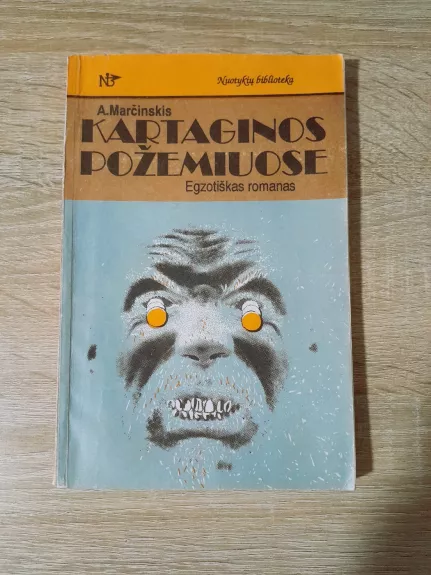 NB
Nuotykių biblioteka
A.Marčinskis
KARTAGINOS
POŽEMIUOSE
Egzotiškas romanas